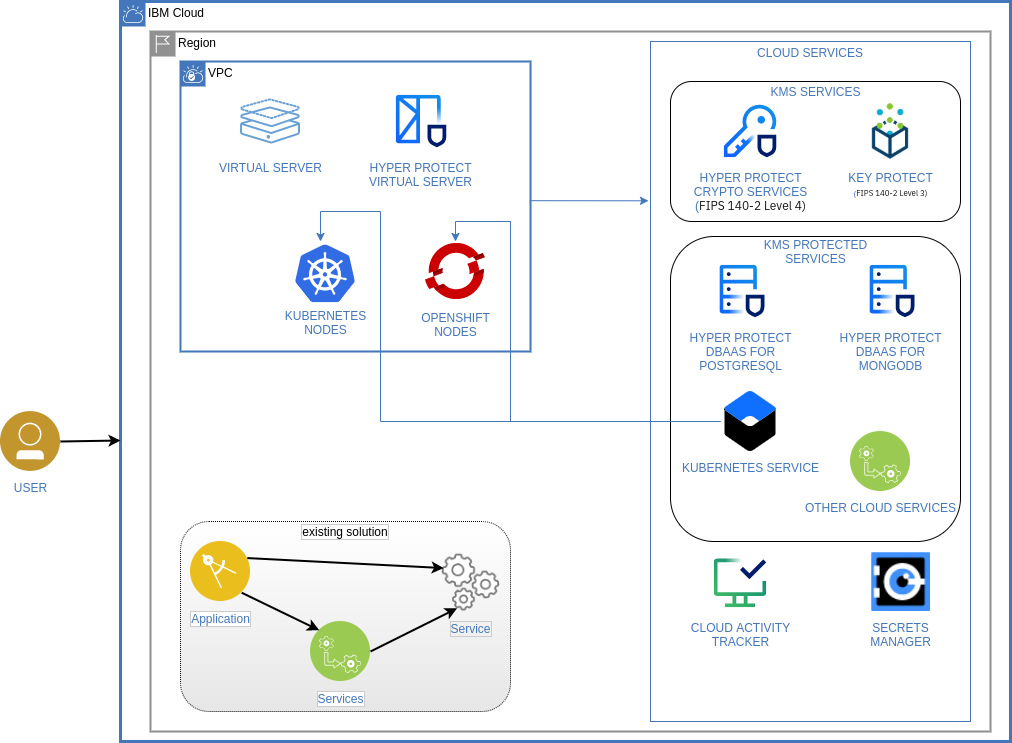 IBM Cloud
Region
VPC
VIRTUAL SERVER
HYPER PROTECT
VIRTUAL SERVER
KUBERNETES
NODES
OPENSHIFT
NODES
CLOUD SERVICES
KMS SERVICES
HYPER PROTECT
CRYPTO SERVICES
(FIPS 140-2 Level 4)
KEY PROTECT
(FIPS 140-2 Level 3)
KMS PROTECTED
SERVICES
HYPER PROTECT
DBAAS FOR
POSTGRESQL
HYPER PROTECT
DBAAS FOR
MONGODB
KUBERNETES SERVICE
OTHER CLOUD SERVICES
CLOUD ACTIVITY
TRACKER
SECRETS
MANAGER
USER
existing solution
Application
Service
Services